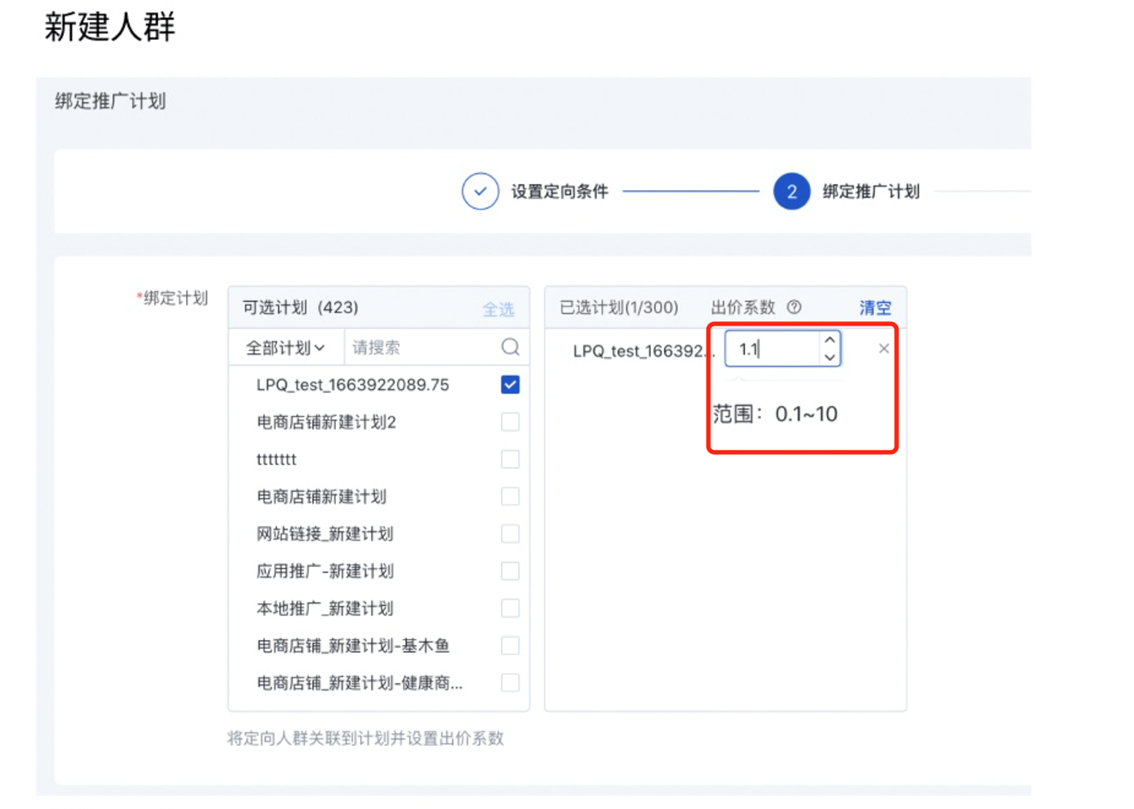 新建人群
绑定推广计划
设置定向条件
2 绑定推广计划
*绑定计划
可选计划 (423) 全选
全部计划 请搜索
LPQ_test_1663922089.75
电商店铺新建计划2
ttttttt
电商店铺新建计划
网站链接_新建计划
应用推广-新建计划
本地推广_新建计划
电商店铺_新建计划-基木鱼
电商店铺_新建计划-健康商...
已选计划(1/300) 出价系数 清空
LPQ_test_166392... 1.1
范围：0.1~10
将定向人群关联到计划并设置出价系数